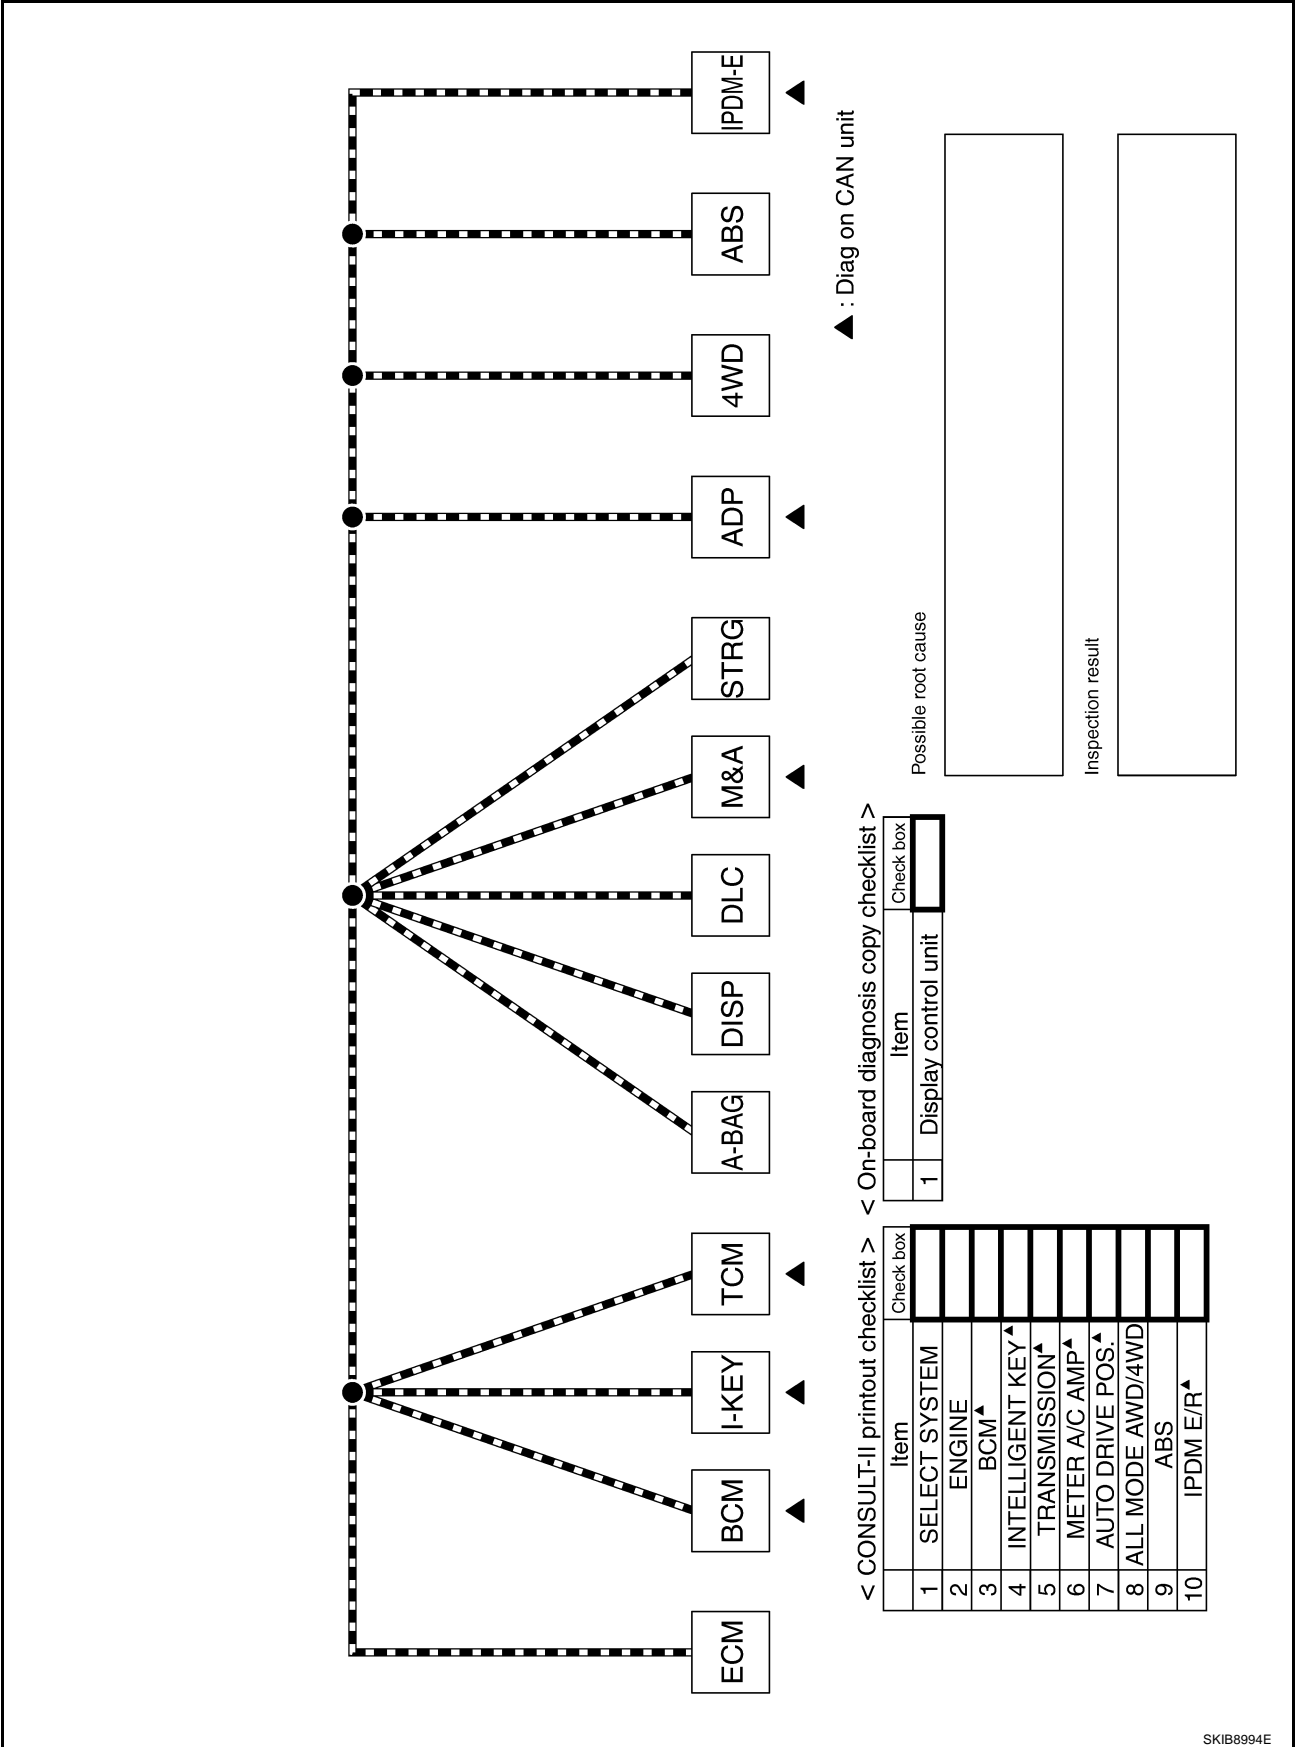 ECM
BCM
▲
I-KEY
▲
TCM
▲
A-BAG
DISP
DLC
M&A
▲
STRG
ADP
▲
4WD
ABS
IPDM-E
▲
▲ : Diag on CAN unit
< CONSULT-II printout checklist >
Item Check box
1 SELECT SYSTEM
2 ENGINE
3 BCM▲
4 INTELLIGENT KEY▲
5 TRANSMISSION▲
6 METER A/C AMP▲
7 AUTO DRIVE POS.▲
8 ALL MODE AWD/4WD
9 ABS
10 IPDM E/R▲
< On-board diagnosis copy checklist >
Item Check box
1 Display control unit
Possible root cause
Inspection result
SKIB8994E